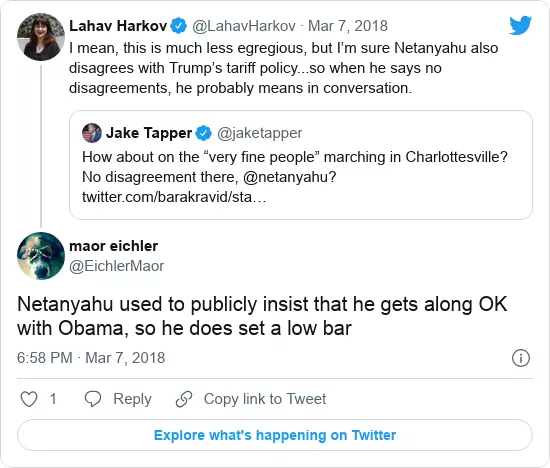 Lahav Harkov @LahavHarkov · Mar 7, 2018
I mean, this is much less egregious, but I’m sure Netanyahu also
disagrees with Trump’s tariff policy...so when he says no
disagreements, he probably means in conversation.
Jake Tapper @jaketapper
How about on the “very fine people” marching in Charlottesville?
No disagreement there, @netanyahu?
twitter.com/barakravid/sta…
maor eichler
@EichlerMaor
Netanyahu used to publicly insist that he gets along OK
with Obama, so he does set a low bar
6:58 PM · Mar 7, 2018
1 Reply Copy link to Tweet
Explore what's happening on Twitter